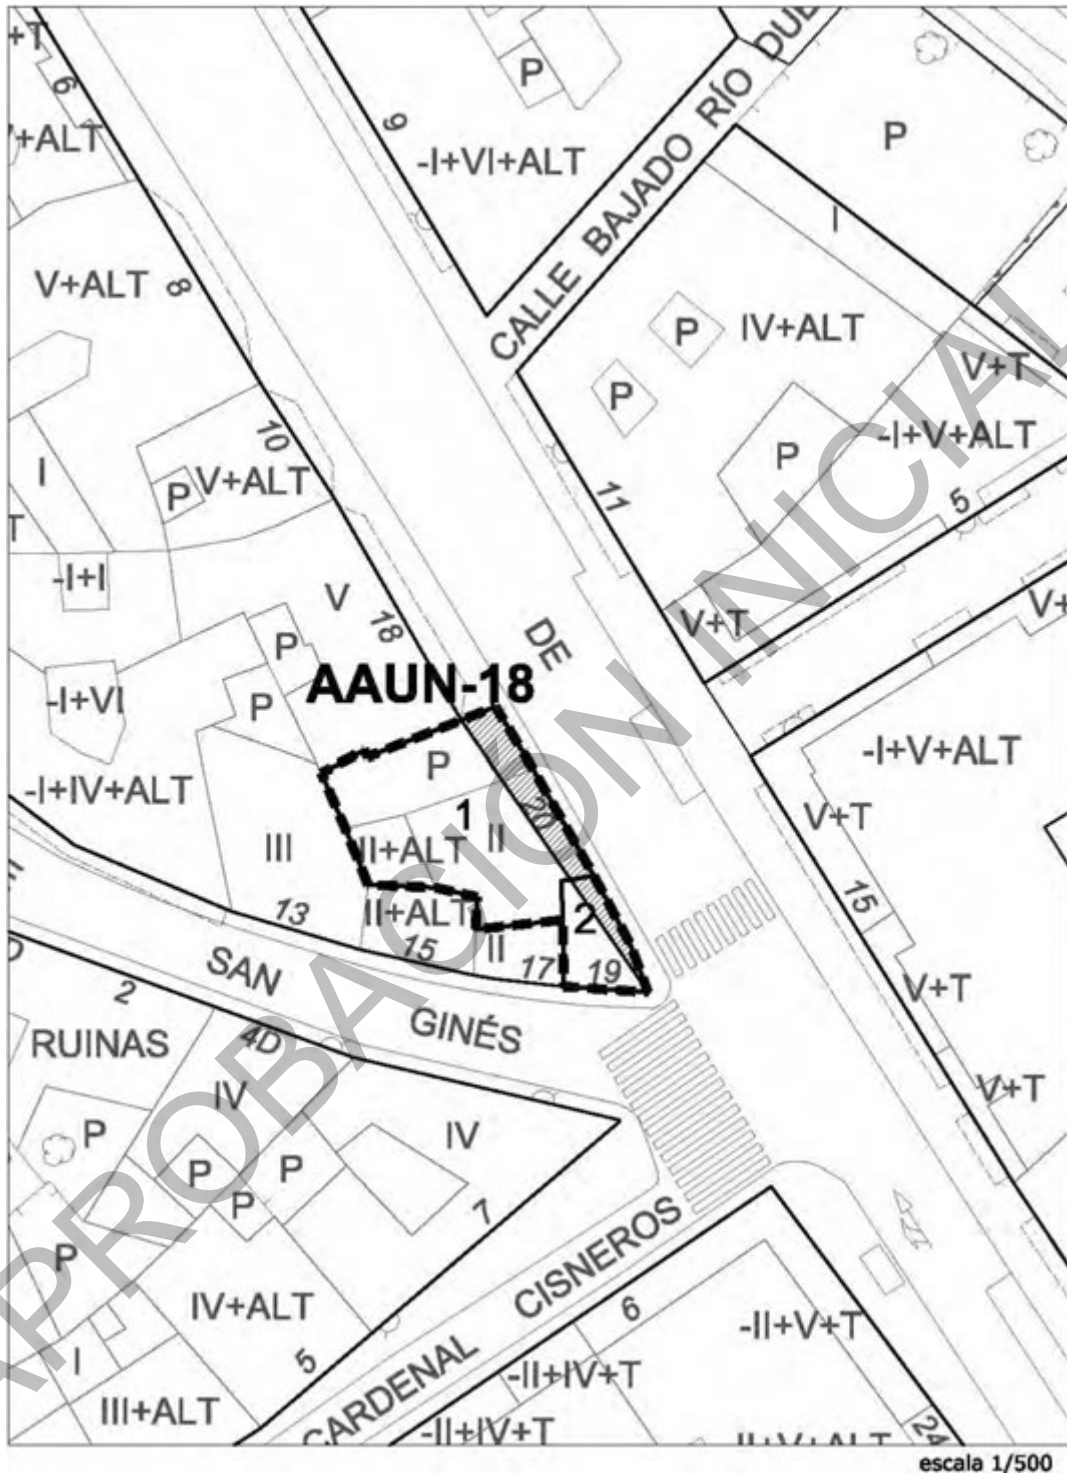 +T
6
9
P
CALLE BAJADO RÍO DUE
P
-I+VI+ALT
I
V+ALT
8
P
IV+ALT
V+T
P
-I+V+ALT
P
10
V+ALT
P
I
11
5
T
-I+I
V
18
DE
V+T
V+
P
-I+VI
P
AAUN-18
-I+V+ALT
P
-I+IV+ALT
20
1
II
III
II+ALT
V+T
13
II+ALT
2
15
15
II
17
19
SAN
GINÉS
V+T
2
4D
RUINAS
IV
IV
V+T
P
P
P
P
7
P
IV+ALT
CARDENAL CISNEROS
6
-II+V+T
I
5
-II+IV+T
III+ALT
-II+IV+T
24
APROBACIÓN INICIAL
escala 1/500